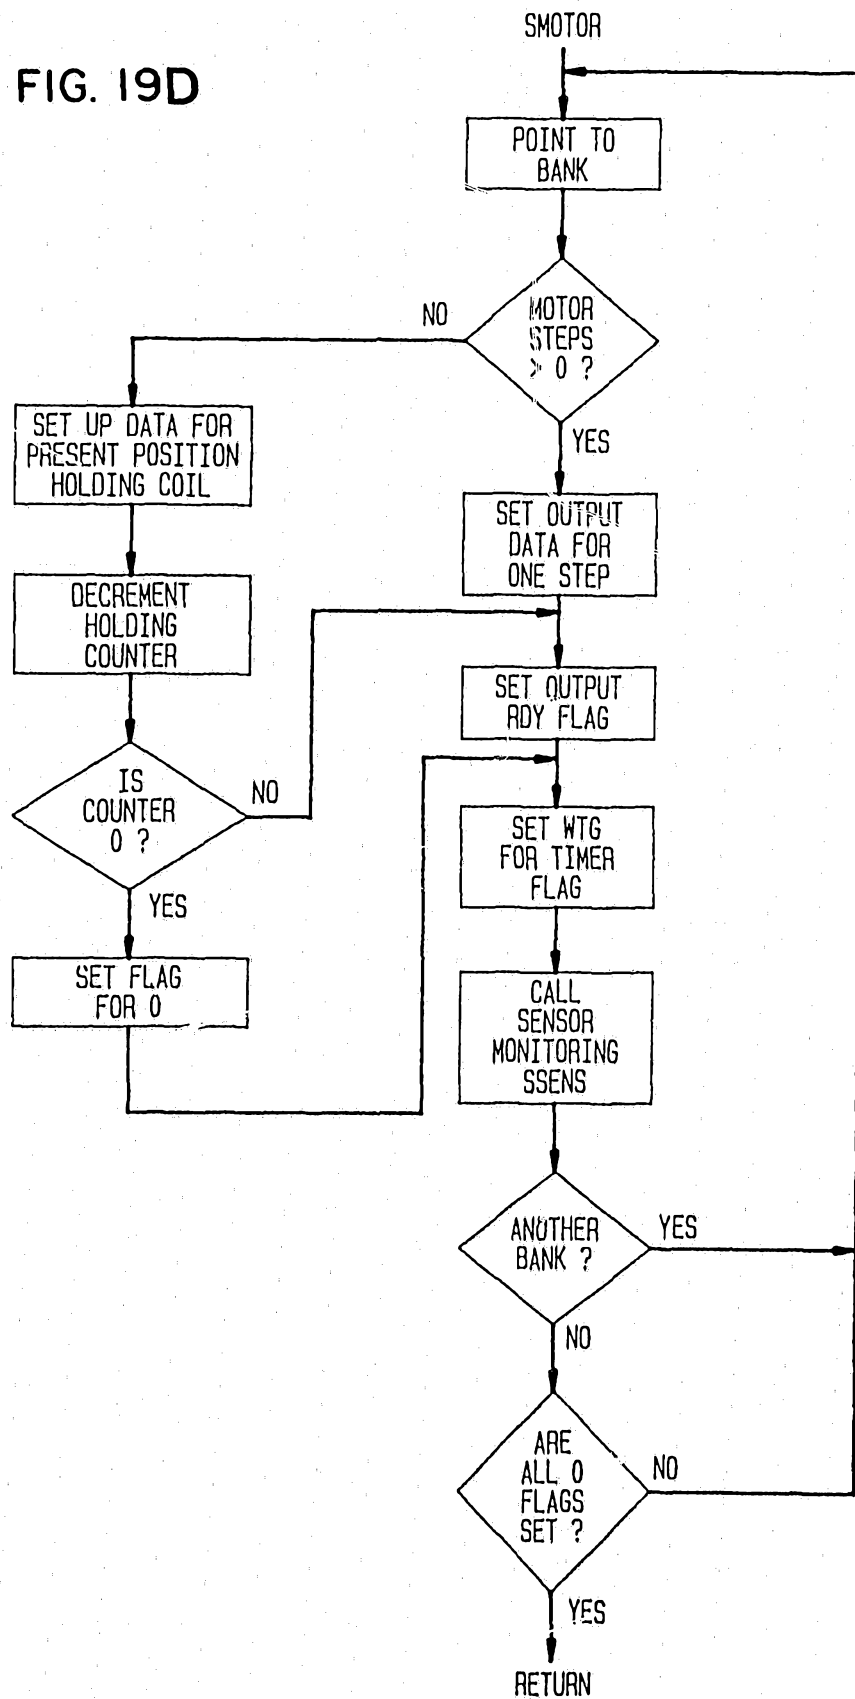 FIG. 19D
SMOTOR
POINT TO
BANK
MOTOR
STEPS
> 0 ?
NO
YES
SET UP DATA FOR
PRESENT POSITION
HOLDING COIL
DECREMENT
HOLDING
COUNTER
IS
COUNTER
0 ?
NO
YES
SET FLAG
FOR 0
SET OUTPUT
DATA FOR
ONE STEP
SET OUTPUT
RDY FLAG
SET WTG
FOR TIMER
FLAG
CALL
SENSOR
MONITORING
SSENS
ANOTHER
BANK ?
YES
NO
ARE
ALL 0
FLAGS
SET ?
NO
YES
RETURN